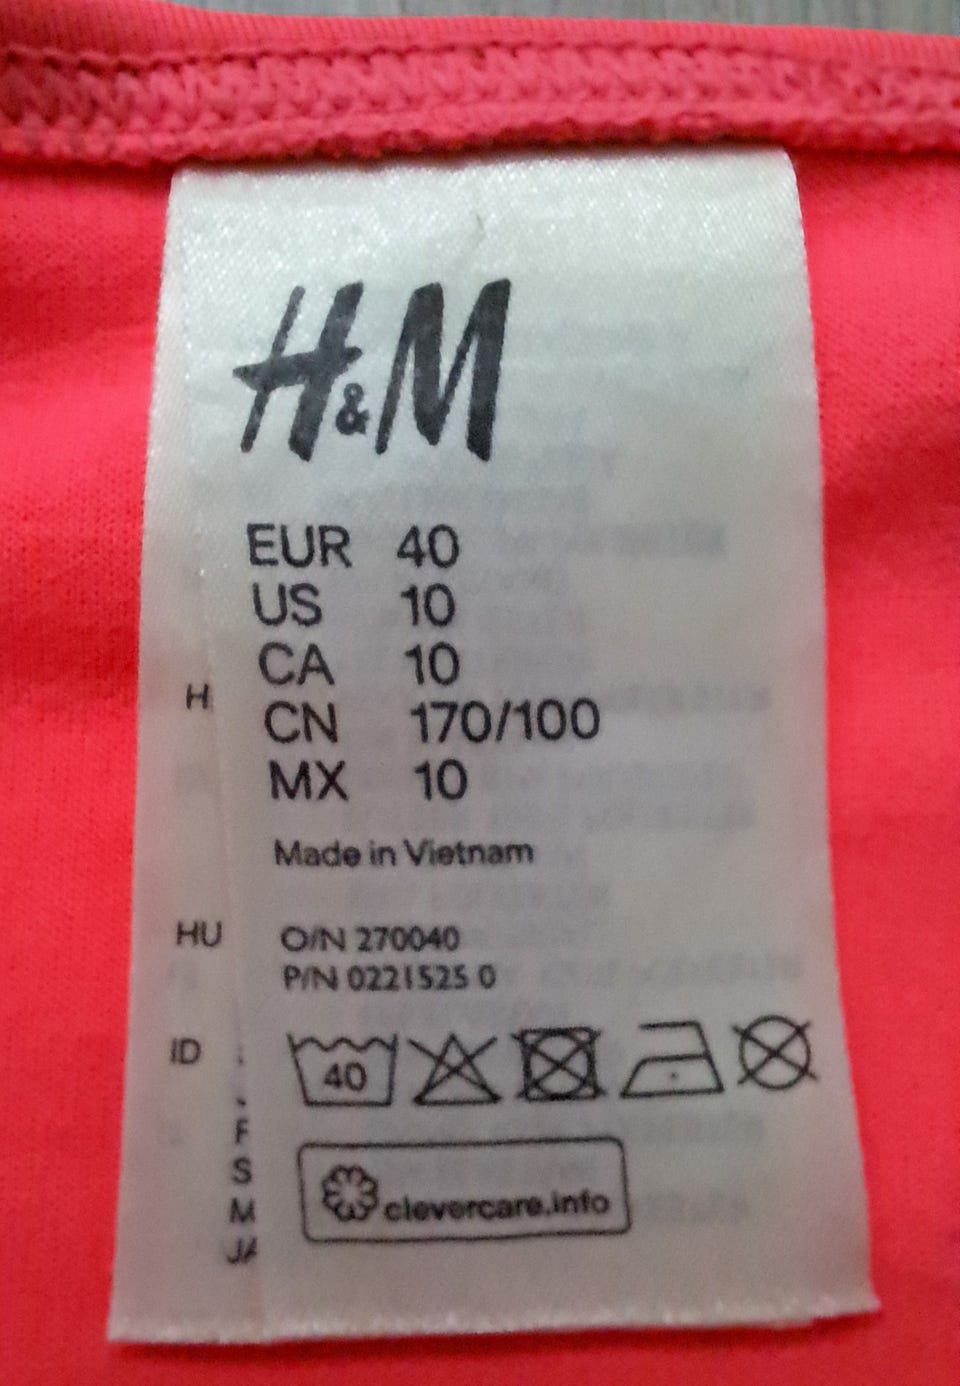 H&M
EUR 40
US 10
CA 10
CN 170/100
MX 10
Made in Vietnam
O/N 270040
P/N 0221525 0
40
clevercare.info
H
HU
ID
F
S
M
JA